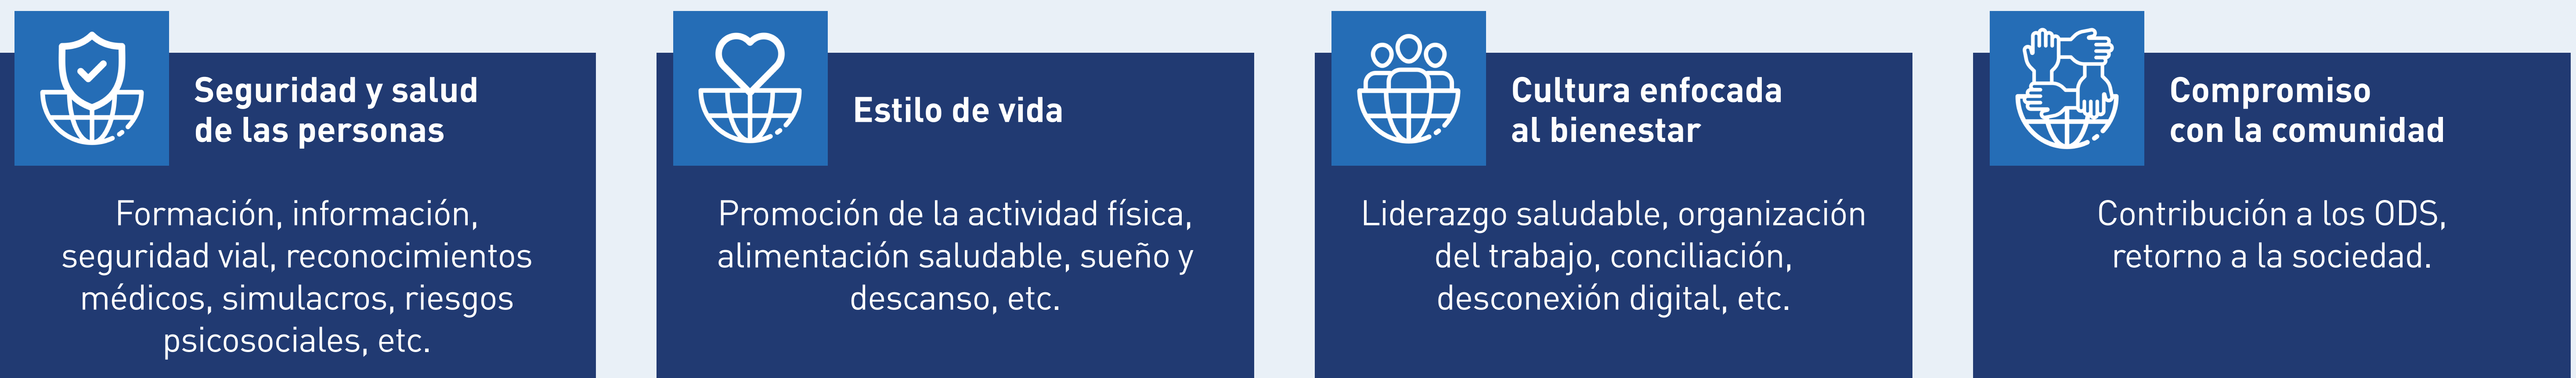 Seguridad y salud
de las personas
Formación, información,
seguridad vial, reconocimientos
médicos, simulacros, riesgos
psicosociales, etc.
Estilo de vida
Promoción de la actividad física,
alimentación saludable, sueño y
descanso, etc.
Cultura enfocada
al bienestar
Liderazgo saludable, organización
del trabajo, conciliación,
desconexión digital, etc.
Compromiso
con la comunidad
Contribución a los ODS,
retorno a la sociedad.